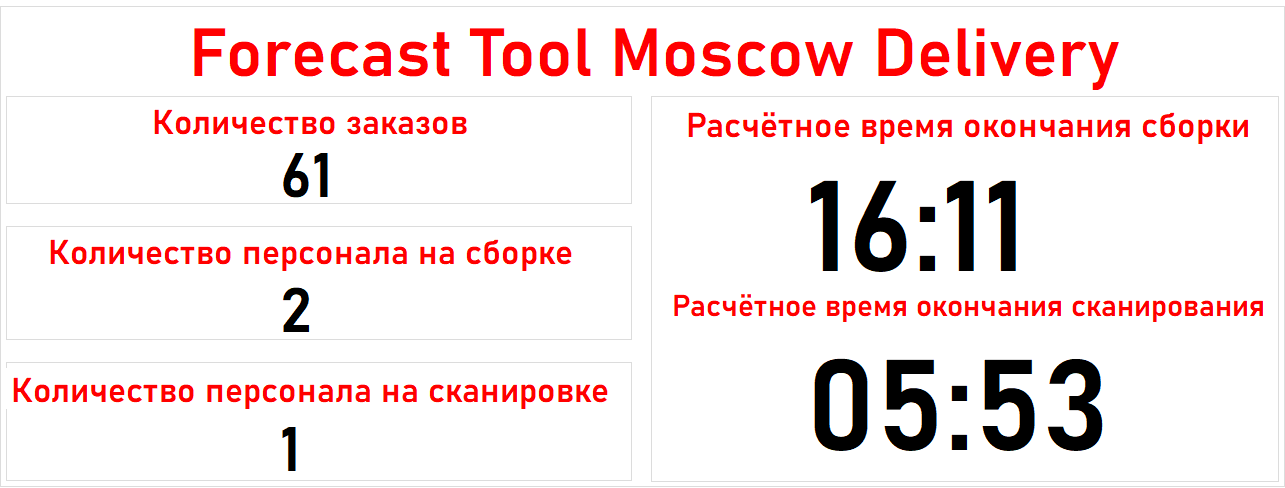 Forecast Tool Moscow Delivery
Количество заказов
61
Количество персонала на сборке
2
Количество персонала на сканировке
1
Расчётное время окончания сборки
16:11
Расчётное время окончания сканирования
05:53